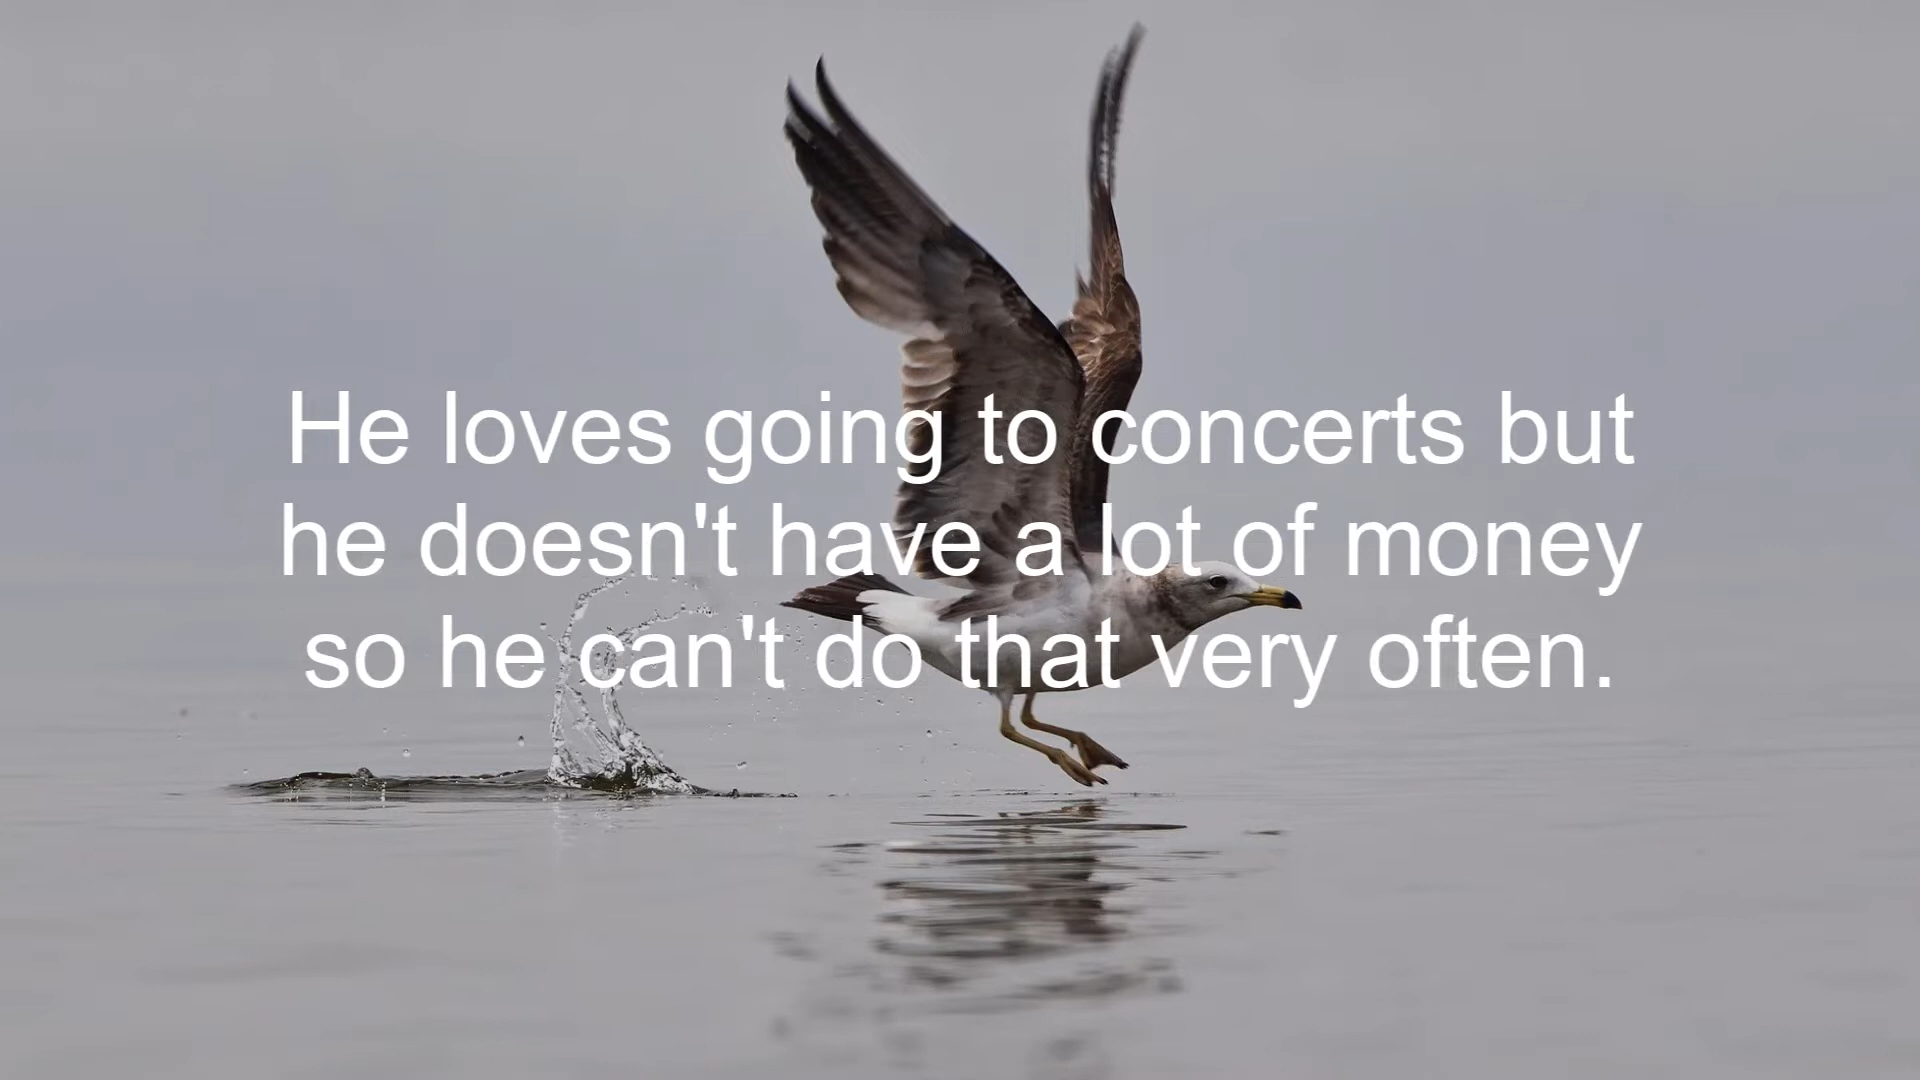 He loves going to concerts but
he doesn't have a lot of money
so he can't do that very often.